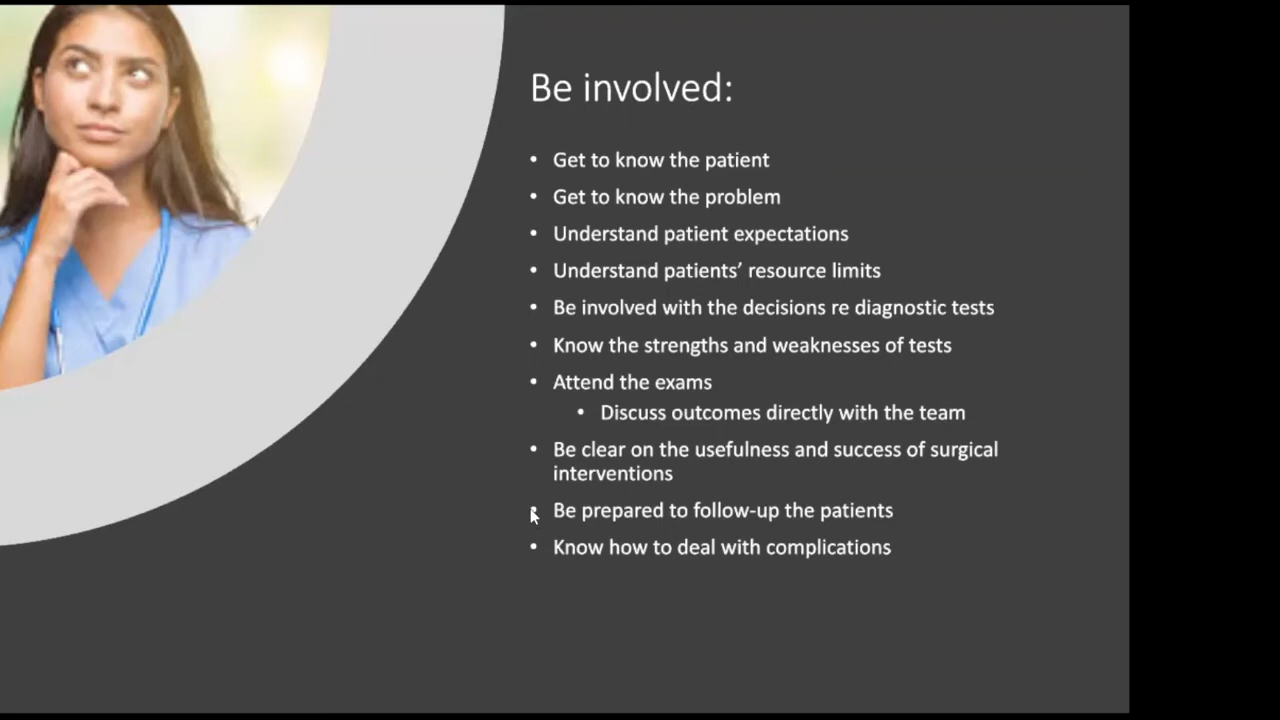 Be involved:
• Get to know the patient
• Get to know the problem
• Understand patient expectations
• Understand patients’ resource limits
• Be involved with the decisions re diagnostic tests
• Know the strengths and weaknesses of tests
• Attend the exams
• Discuss outcomes directly with the team
• Be clear on the usefulness and success of surgical
interventions
• Be prepared to follow-up the patients
• Know how to deal with complications